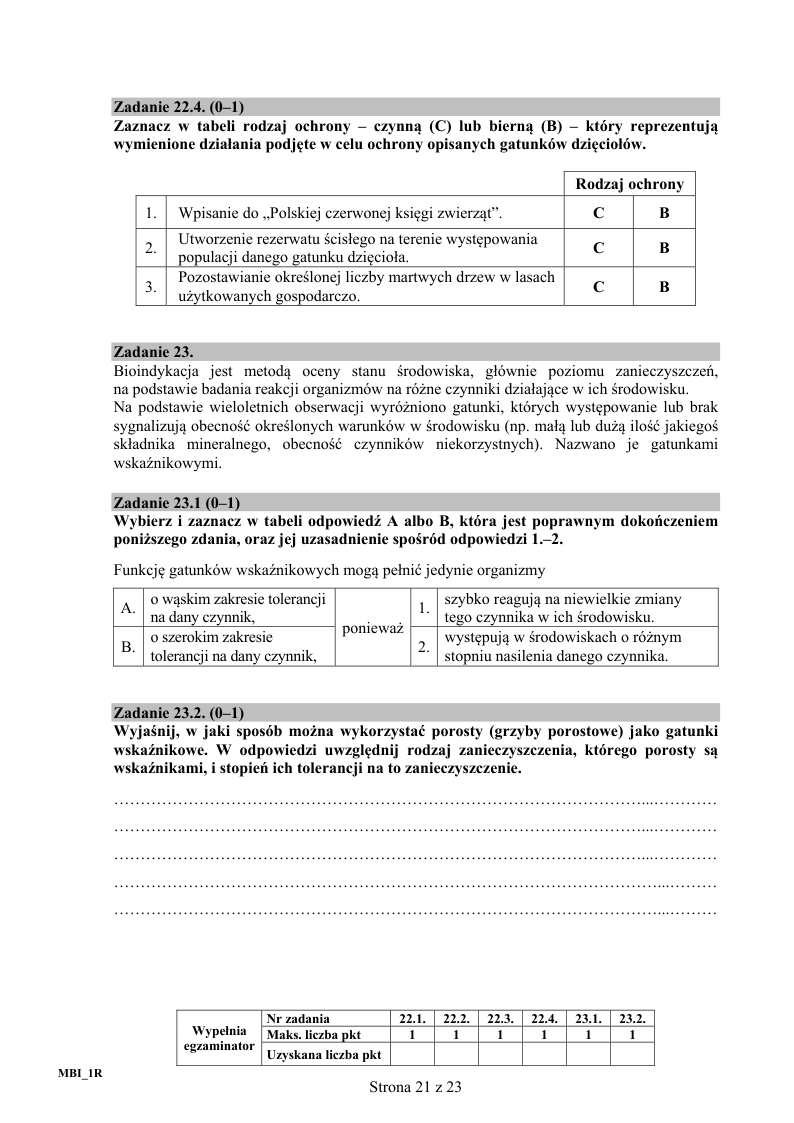 Zadanie 22.4. (0–1)
Zaznacz w tabeli rodzaj ochrony – czynną (C) lub bierną (B) – który reprezentują
wymienione działania podjęte w celu ochrony opisanych gatunków dzięciołów.
Rodzaj ochrony
1. Wpisanie do „Polskiej czerwonej księgi zwierząt”. C B
2. Utworzenie rezerwatu ścisłego na terenie występowania
populacji danego gatunku dzięcioła. C B
3. Pozostawianie określonej liczby martwych drzew w lasach
użytkowanych gospodarczo. C B
Zadanie 23.
Bioindykacja jest metodą oceny stanu środowiska, głównie poziomu zanieczyszczeń,
na podstawie badania reakcji organizmów na różne czynniki działające w ich środowisku.
Na podstawie wieloletnich obserwacji wyróżniono gatunki, których występowanie lub brak
sygnalizują obecność określonych warunków w środowisku (np. małą lub dużą ilość jakiegoś
składnika mineralnego, obecność czynników niekorzystnych). Nazwano je gatunkami
wskaźnikowymi.
Zadanie 23.1 (0–1)
Wybierz i zaznacz w tabeli odpowiedź A albo B, która jest poprawnym dokończeniem
poniższego zdania, oraz jej uzasadnienie spośród odpowiedzi 1.–2.
Funkcję gatunków wskaźnikowych mogą pełnić jedynie organizmy
A. o wąskim zakresie tolerancji
na dany czynnik,
B. o szerokim zakresie
tolerancji na dany czynnik,
ponieważ
1. szybko reagują na niewielkie zmiany
tego czynnika w ich środowisku.
2. występują w środowiskach o różnym
stopniu nasilenia danego czynnika.
Zadanie 23.2. (0–1)
Wyjaśnij, w jaki sposób można wykorzystać porosty (grzyby porostowe) jako gatunki
wskaźnikowe. W odpowiedzi uwzględnij rodzaj zanieczyszczenia, którego porosty są
wskaźnikami, i stopień ich tolerancji na to zanieczyszczenie.
Wypełnia
egzaminator
Nr zadania 22.1. 22.2. 22.3. 22.4. 23.1. 23.2.
Maks. liczba pkt 1 1 1 1 1 1
Uzyskana liczba pkt
MBI_1R
Strona 21 z 23